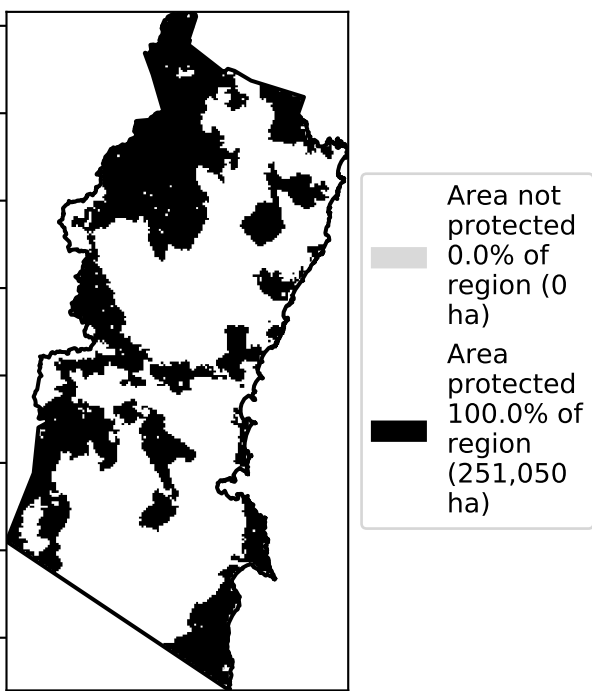 Area not
protected
0.0% of
region (0
ha)
Area
protected
100.0% of
region
(251,050
ha)